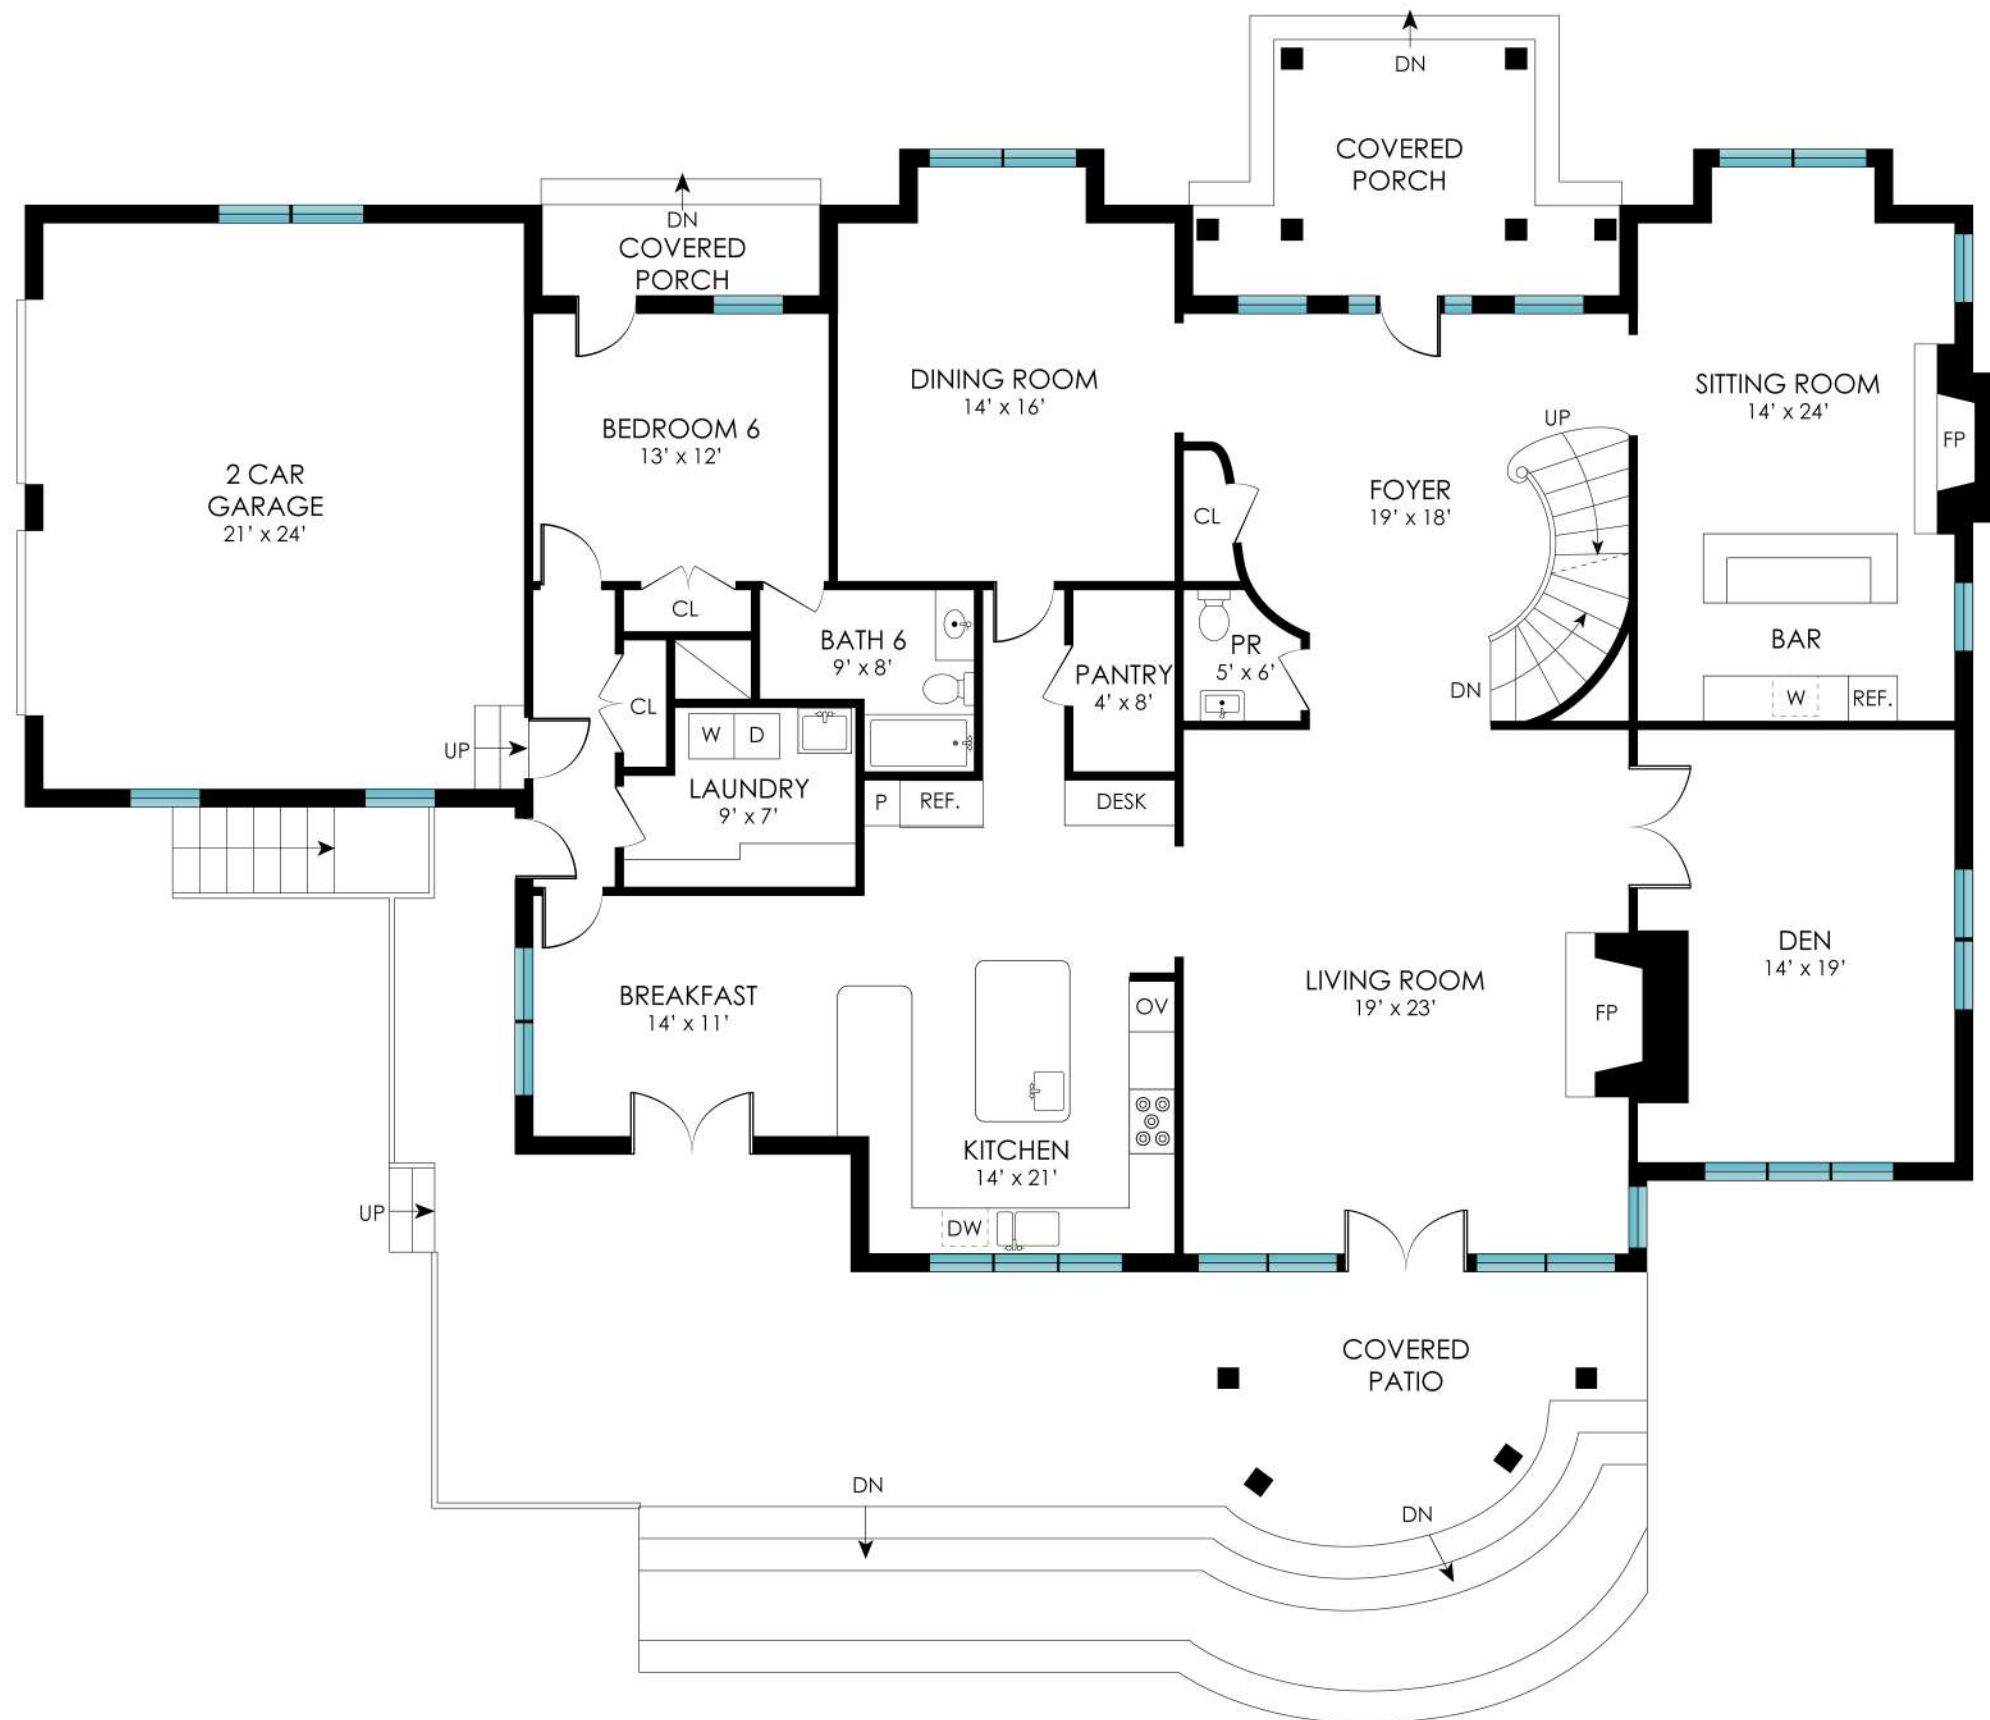 DN
COVERED
PORCH
DN
COVERED
PORCH
DINING ROOM
14' x 16'
SITTING ROOM
14' x 24'
UP
BEDROOM 6
13' x 12'
FP
2 CAR
GARAGE
21' x 24'
FOYER
19' x 18'
CL
CL
BATH 6
9' x 8'
PR
5' x 6'
BAR
PANTRY
4' x 8'
DN
W
REF.
CL
W
D
UP
LAUNDRY
9' x 7'
P
REF.
DESK
DEN
14' x 19'
BREAKFAST
14' x 11'
LIVING ROOM
19' x 23'
OV
FP
KITCHEN
14' x 21'
UP
DW
COVERED
PATIO
DN
DN